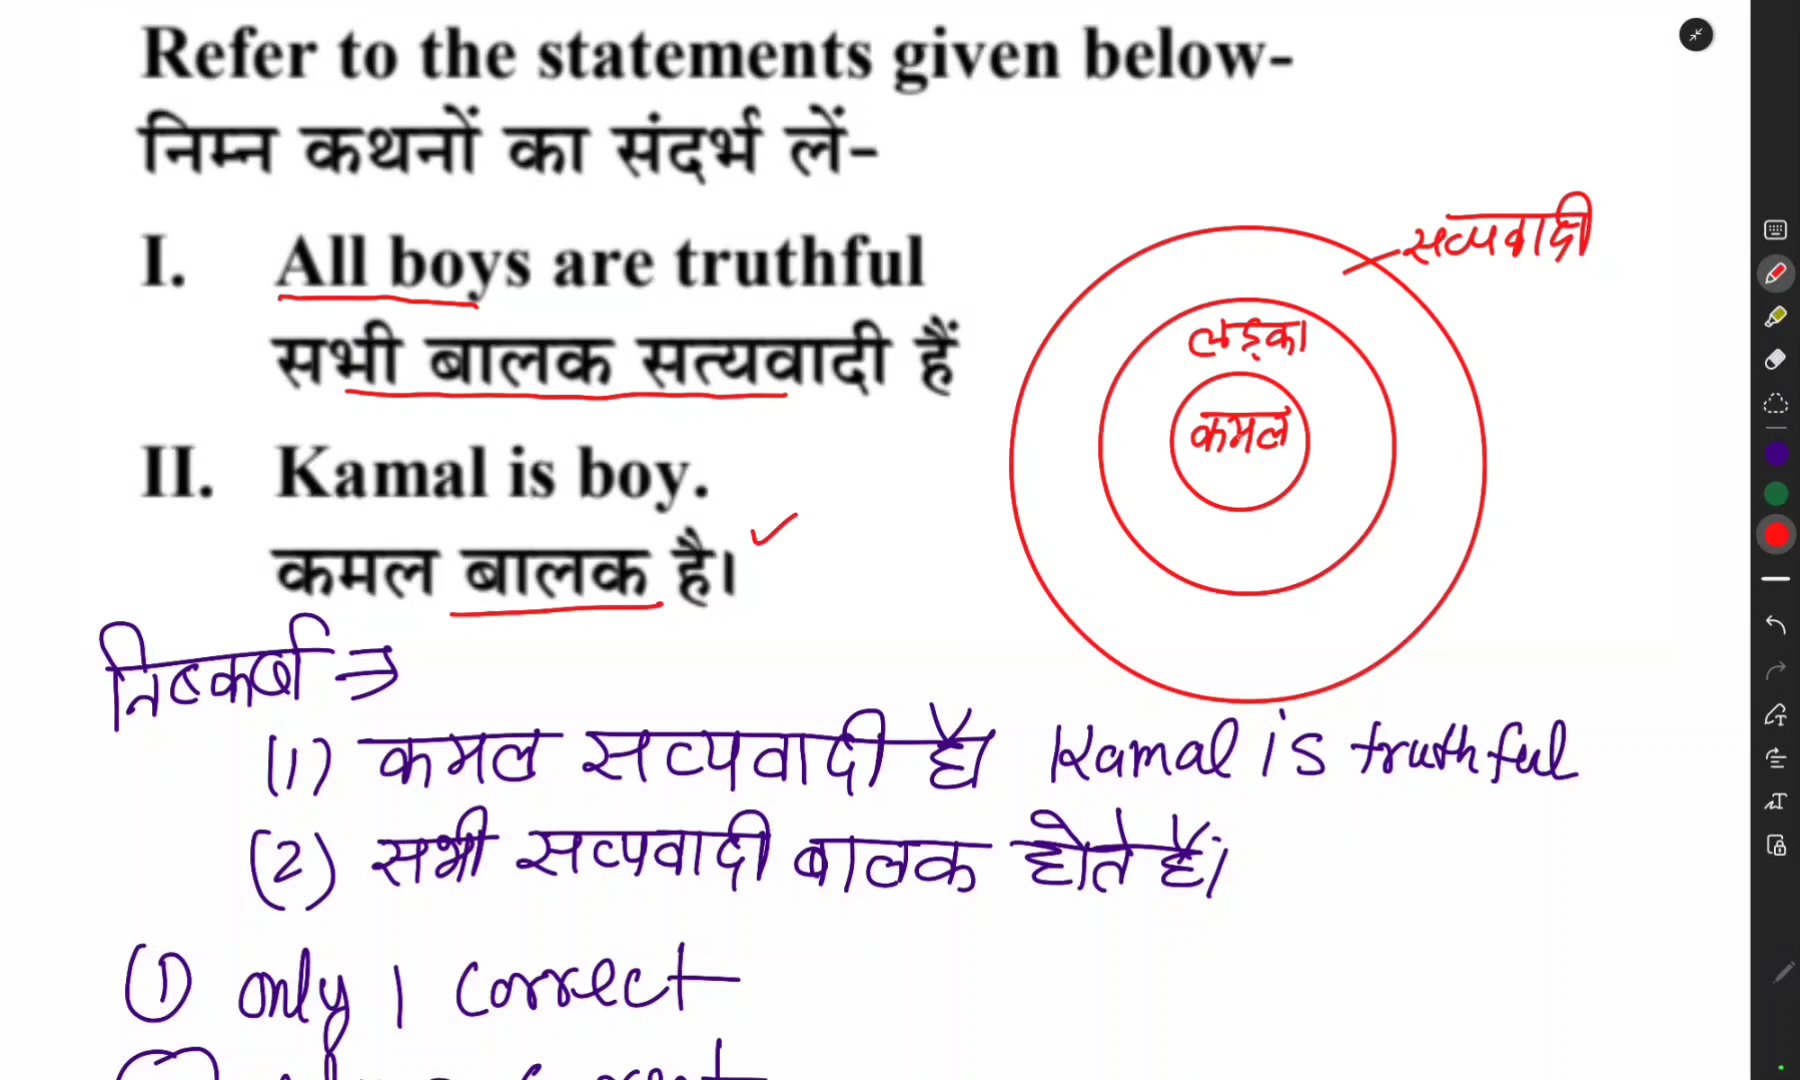 Refer to the statements given below-
निम्न कथनों का संदर्भ लें-
I. All boys are truthful
सभी बालक सत्यवादी हैं
II. Kamal is boy.
कमल बालक है।
सत्यवादी
लड़का
कमल
निष्कर्ष →
(1) कमल सत्यवादी है। Kamal is truthful
(2) सभी सत्यवादी बालक होते हैं।
① only 1 correct